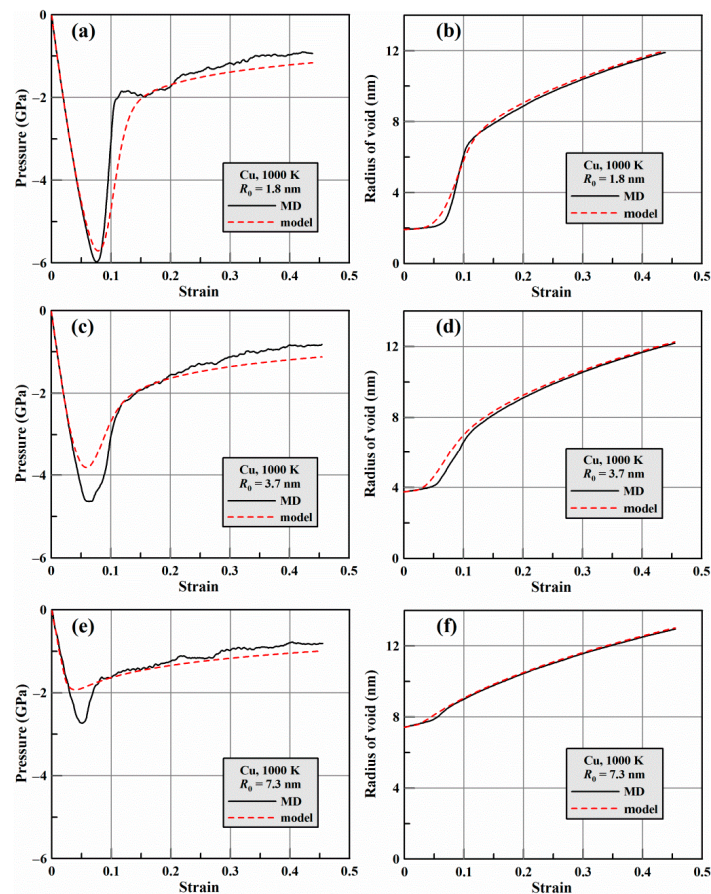 (a)
0
−2
−4
−6
Pressure (GPa)
Cu, 1000 K
R0 = 1.8 nm
MD
model
0 0.1 0.2 0.3 0.4 0.5
Strain
(b)
12
8
4
0
Radius of void (nm)
Cu, 1000 K
R0 = 1.8 nm
MD
model
0 0.1 0.2 0.3 0.4 0.5
Strain
(c)
0
−2
−4
−6
Pressure (GPa)
Cu, 1000 K
R0 = 3.7 nm
MD
model
0 0.1 0.2 0.3 0.4 0.5
Strain
(d)
12
8
4
0
Radius of void (nm)
Cu, 1000 K
R0 = 3.7 nm
MD
model
0 0.1 0.2 0.3 0.4 0.5
Strain
(e)
0
−2
−4
−6
Pressure (GPa)
Cu, 1000 K
R0 = 7.3 nm
MD
model
0 0.1 0.2 0.3 0.4 0.5
Strain
(f)
12
8
4
0
Radius of void (nm)
Cu, 1000 K
R0 = 7.3 nm
MD
model
0 0.1 0.2 0.3 0.4 0.5
Strain